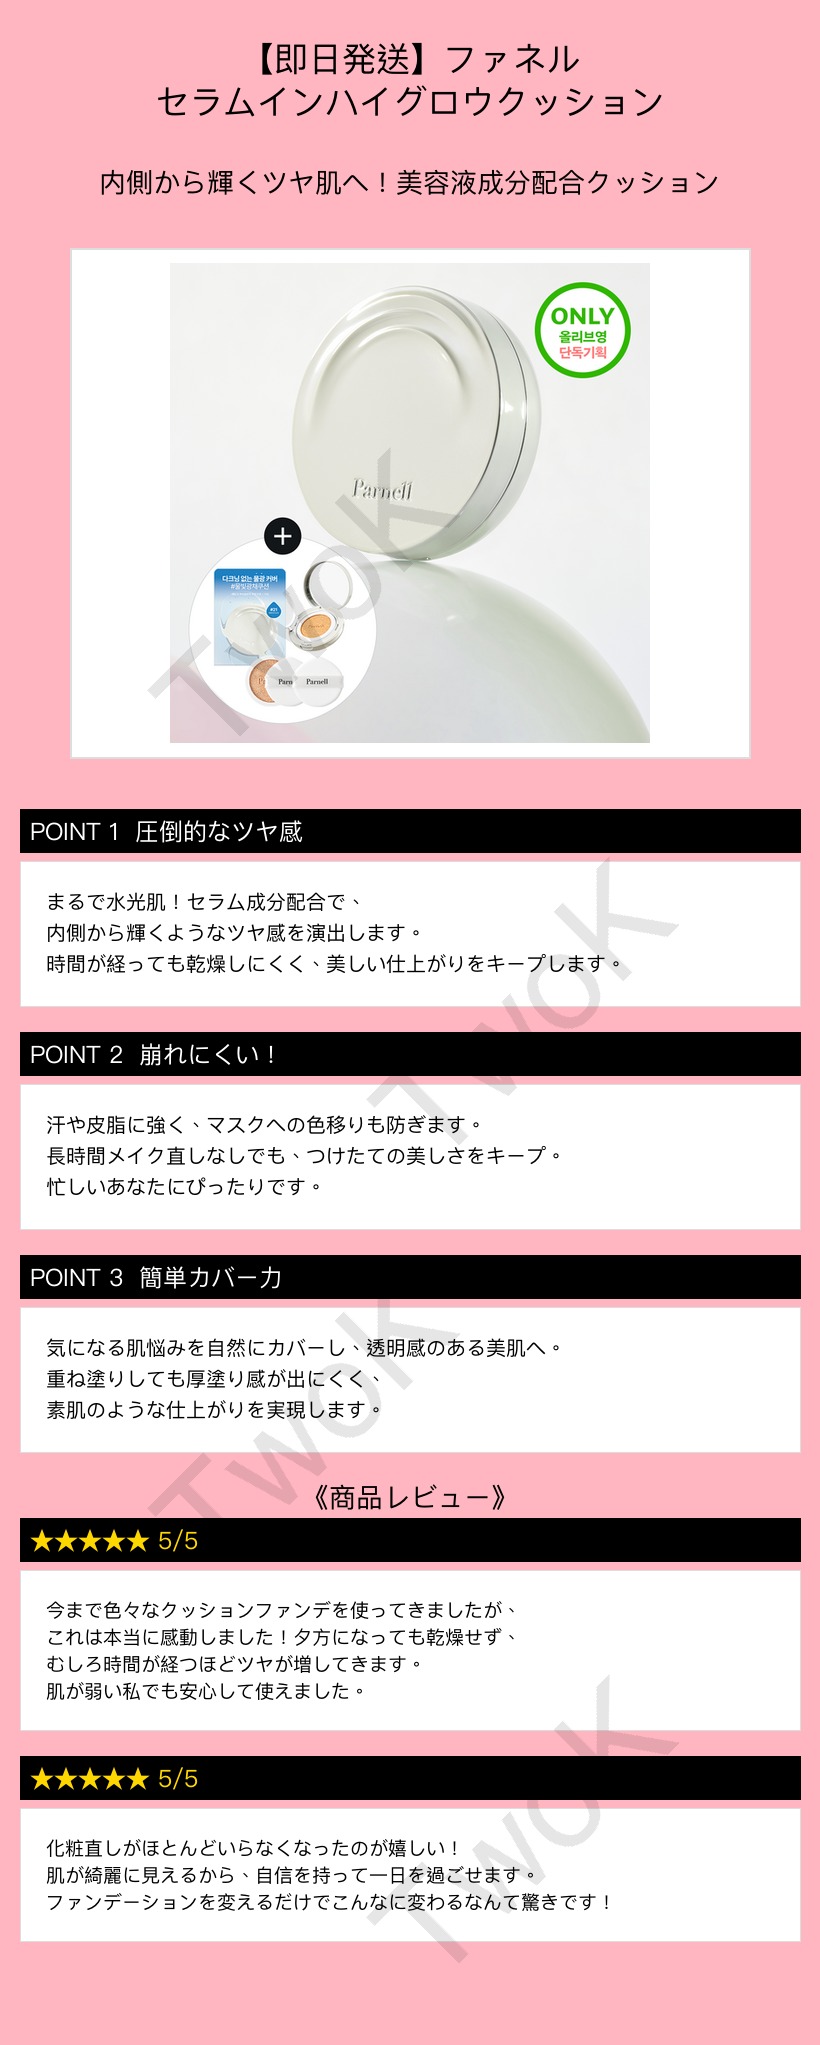 【即日発送】ファネル
セラムインハイグロウクッション
内側から輝くツヤ肌へ！美容液成分配合クッション
ONLY
올리브영
단독기획
Parnell
+
다크닝 없는 물광 커버
#물빛광채쿠션
Parnell
Parnell
TwoK
POINT 1 圧倒的なツヤ感
まるで水光肌！セラム成分配合で、
内側から輝くようなツヤ感を演出します。
時間が経っても乾燥しにくく、美しい仕上がりをキープします。
TwoK
POINT 2 崩れにくい！
汗や皮脂に強く、マスクへの色移りも防ぎます。
長時間メイク直しなしでも、つけたての美しさをキープ。
忙しいあなたにぴったりです。
POINT 3 簡単カバー力
気になる肌悩みを自然にカバーし、透明感のある美肌へ。
重ね塗りしても厚塗り感が出にくく、
素肌のような仕上がりを実現します。
TwoK
《商品レビュー》
★★★★★ 5/5
今まで色々なクッションファンデを使ってきましたが、
これは本当に感動しました！夕方になっても乾燥せず、
むしろ時間が経つほどツヤが増してきます。
肌が弱い私でも安心して使えました。
★★★★★ 5/5
化粧直しがほとんどいらなくなったのが嬉しい！
肌が綺麗に見えるから、自信を持って一日を過ごせます。
ファンデーションを変えるだけでこんなに変わるなんて驚きです！
TwoK